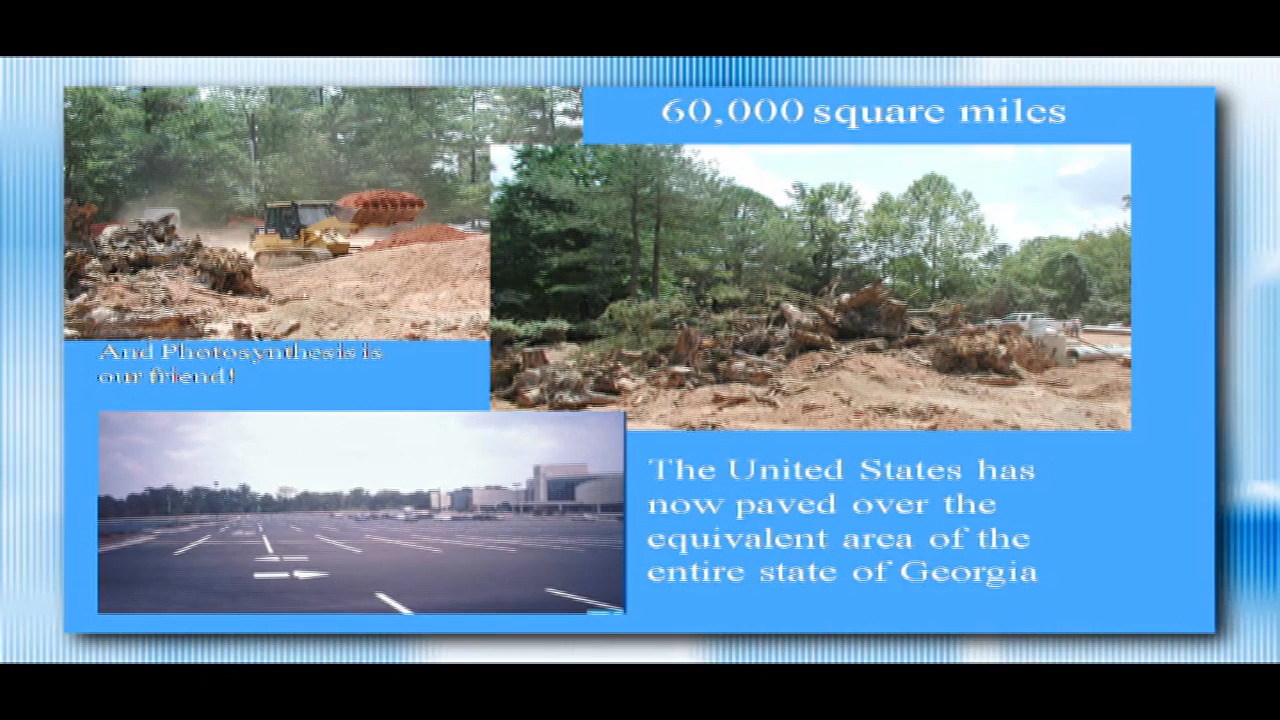 60,000 square miles
And Photosynthesis is
our friend!
The United States has
now paved over the
equivalent area of the
entire state of Georgia